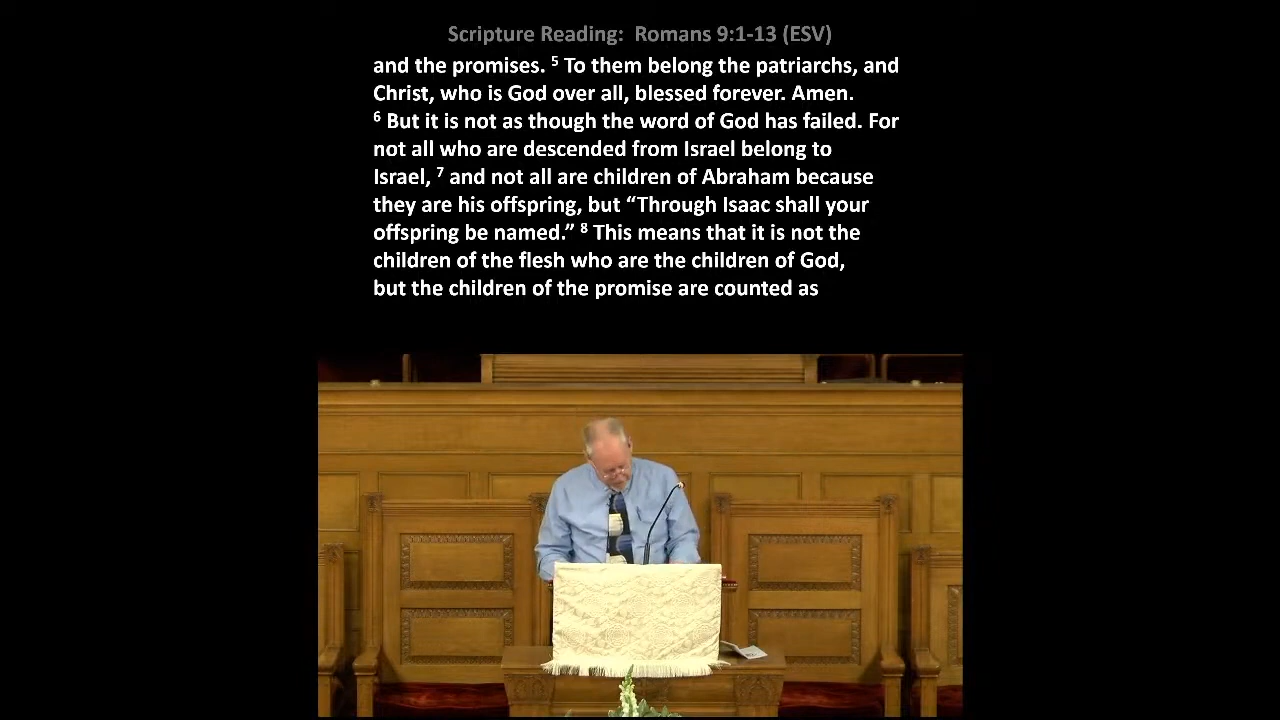 Scripture Reading:  Romans 9:1-13 (ESV)
and the promises. ⁵ To them belong the patriarchs, and
Christ, who is God over all, blessed forever. Amen.
⁶ But it is not as though the word of God has failed. For
not all who are descended from Israel belong to
Israel, ⁷ and not all are children of Abraham because
they are his offspring, but “Through Isaac shall your
offspring be named.” ⁸ This means that it is not the
children of the flesh who are the children of God,
but the children of the promise are counted as